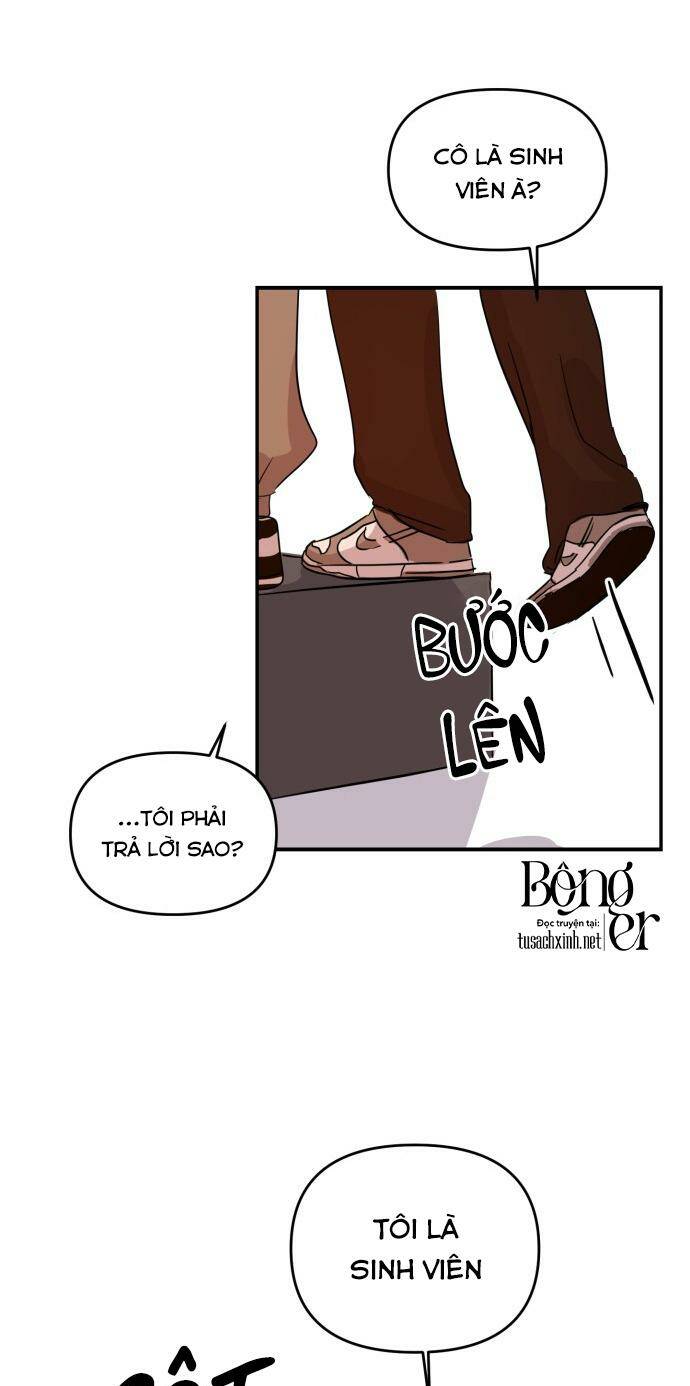 CÔ LÀ SINH
VIÊN À?
BƯỚC
LÊN
...TÔI PHẢI
TRẢ LỜI SAO?
Bông
er
Đọc truyện tại:
tusachxinh.net
TÔI LÀ
SINH VIÊN